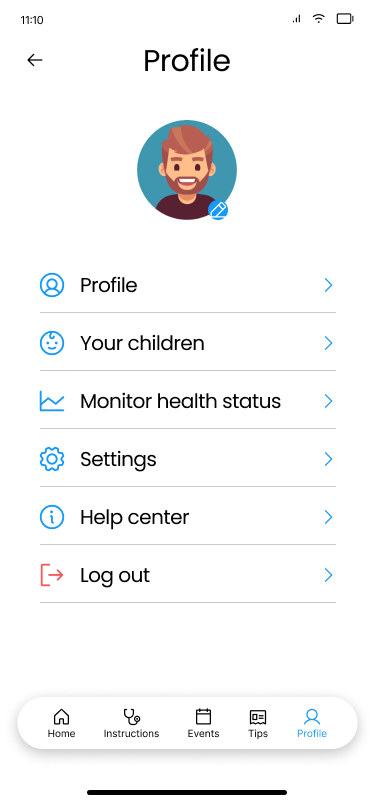 11:10
Profile
Profile
Your children
Monitor health status
Settings
Help center
Log out
Home Instructions Events Tips Profile